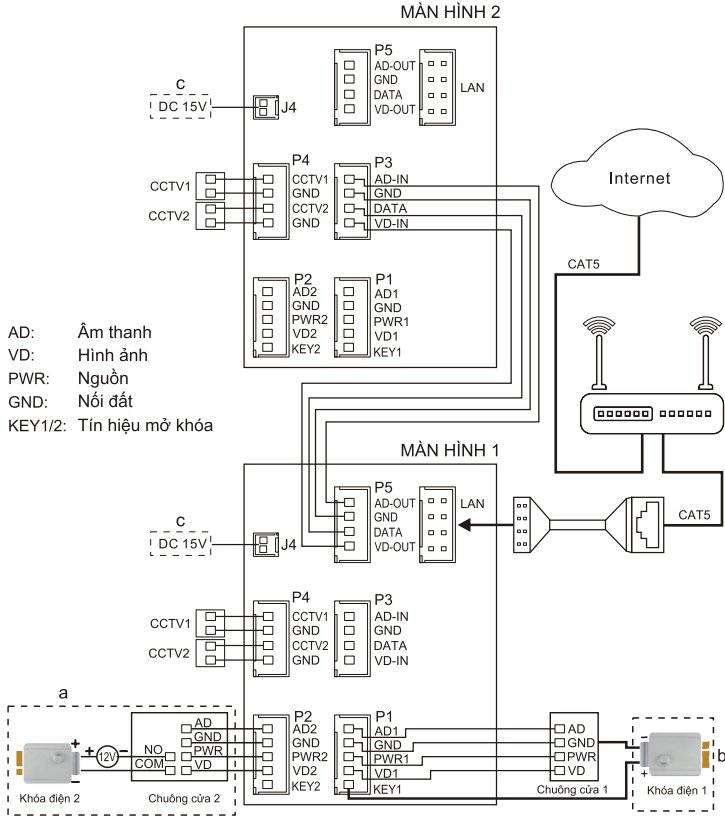 MÀN HÌNH 2
P5
AD-OUT
GND
DATA
VD-OUT
LAN
c
DC 15V
J4
P4
CCTV1
GND
CCTV2
GND
P3
AD-IN
GND
DATA
VD-IN
CCTV1
CCTV2
P2
AD2
GND
PWR2
VD2
KEY2
P1
AD1
GND
PWR1
VD1
KEY1
Internet
CAT5
AD: Âm thanh
VD: Hình ảnh
PWR: Nguồn
GND: Nối đất
KEY1/2: Tín hiệu mở khóa
MÀN HÌNH 1
P5
AD-OUT
GND
DATA
VD-OUT
LAN
CAT5
c
DC 15V
J4
P4
CCTV1
GND
CCTV2
GND
P3
AD-IN
GND
DATA
VD-IN
CCTV1
CCTV2
a
+
-
+ 12V -
NO
COM
AD
GND
PWR
VD
Khóa điện 2
Chuông cửa 2
P2
AD2
GND
PWR2
VD2
KEY2
P1
AD1
GND
PWR1
VD1
KEY1
AD
GND
PWR
VD
Chuông cửa 1
-
+
Khóa điện 1
b